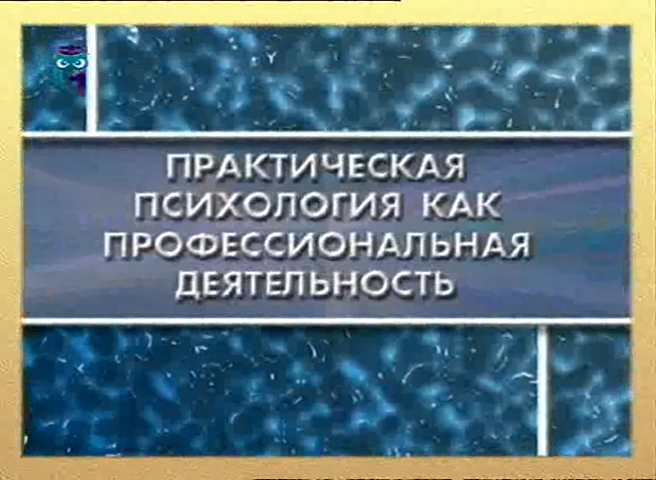 ПРАКТИЧЕСКАЯ
ПСИХОЛОГИЯ КАК
ПРОФЕССИОНАЛЬНАЯ
ДЕЯТЕЛЬНОСТЬ